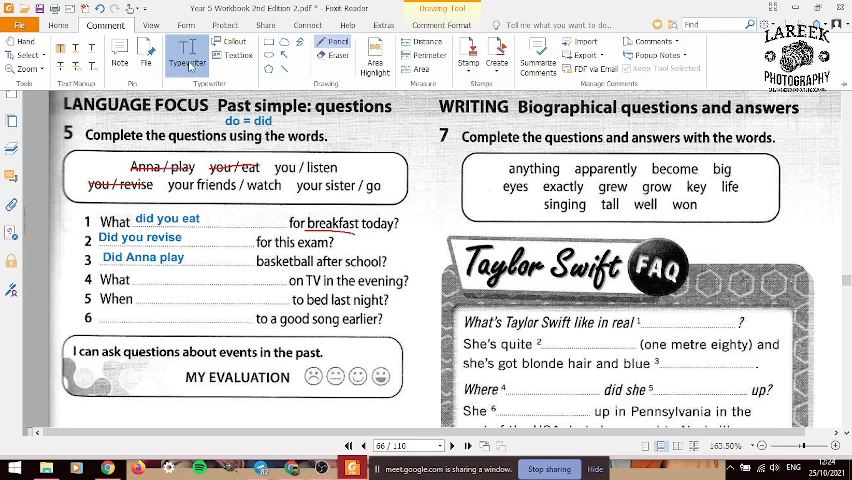 Year 5 Workbook 2nd Edition 2.pdf * - Foxit Reader
Drawing Tool
File
Home
Comment
View
Form
Protect
Share
Connect
Help
Extras
Comment Format
Find
Hand
Select
Zoom
Tools
Text Markup
Note
File
Pin
Typewriter
Callout
Textbox
Typewriter
Pencil
Eraser
Drawing
Area
Highlight
Distance
Perimeter
Area
Measure
Stamp
Create
Stamps
Summarize
Comments
Import
Export
FDF via Email
Comments
Popup Notes
Keep Tool Selected
Manage Comments
LAREEK
PHOTOGRAPHY
LANGUAGE FOCUS Past simple: questions
do = did
5 Complete the questions using the words.
Anna / play you / eat you / listen
you / revise your friends / watch your sister / go
1 What did you eat for breakfast today?
2 Did you revise for this exam?
3 Did Anna play basketball after school?
4 What on TV in the evening?
5 When to bed last night?
6 to a good song earlier?
I can ask questions about events in the past.
MY EVALUATION
WRITING Biographical questions and answers
7 Complete the questions and answers with the words.
anything apparently become big
eyes exactly grew grow key life
singing tall well won
Taylor Swift FAQ
What's Taylor Swift like in real 1 ?
She's quite 2 (one metre eighty) and
she's got blonde hair and blue 3 .
Where 4 did she 5 up?
She 6 up in Pennsylvania in the
66 / 110
163.50%
meet.google.com is sharing a window.
Stop sharing
Hide
ENG
12:24
25/10/2021